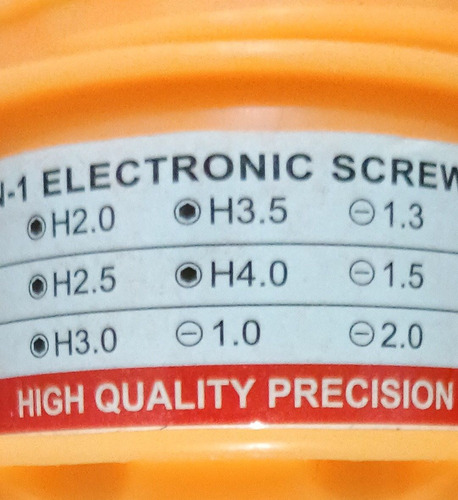 N-1 ELECTRONIC SCREW
H2.0 H3.5 ⊖ 1.3
H2.5 H4.0 ⊖ 1.5
H3.0 ⊖ 1.0 ⊖ 2.0
HIGH QUALITY PRECISION